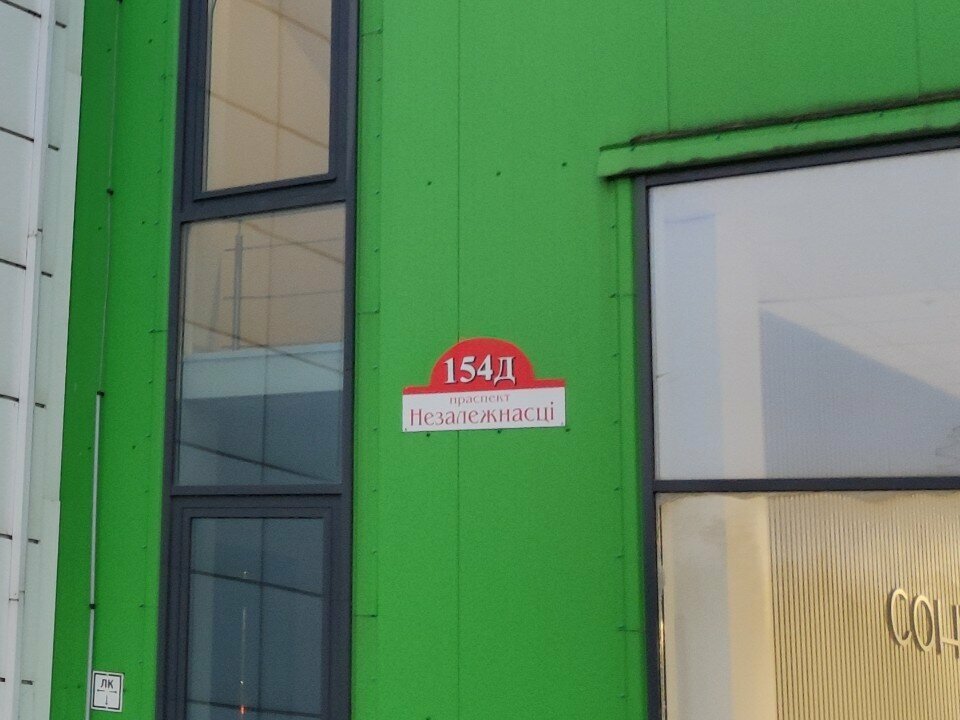 154Д
праспект
Незалежнасці
ЛК